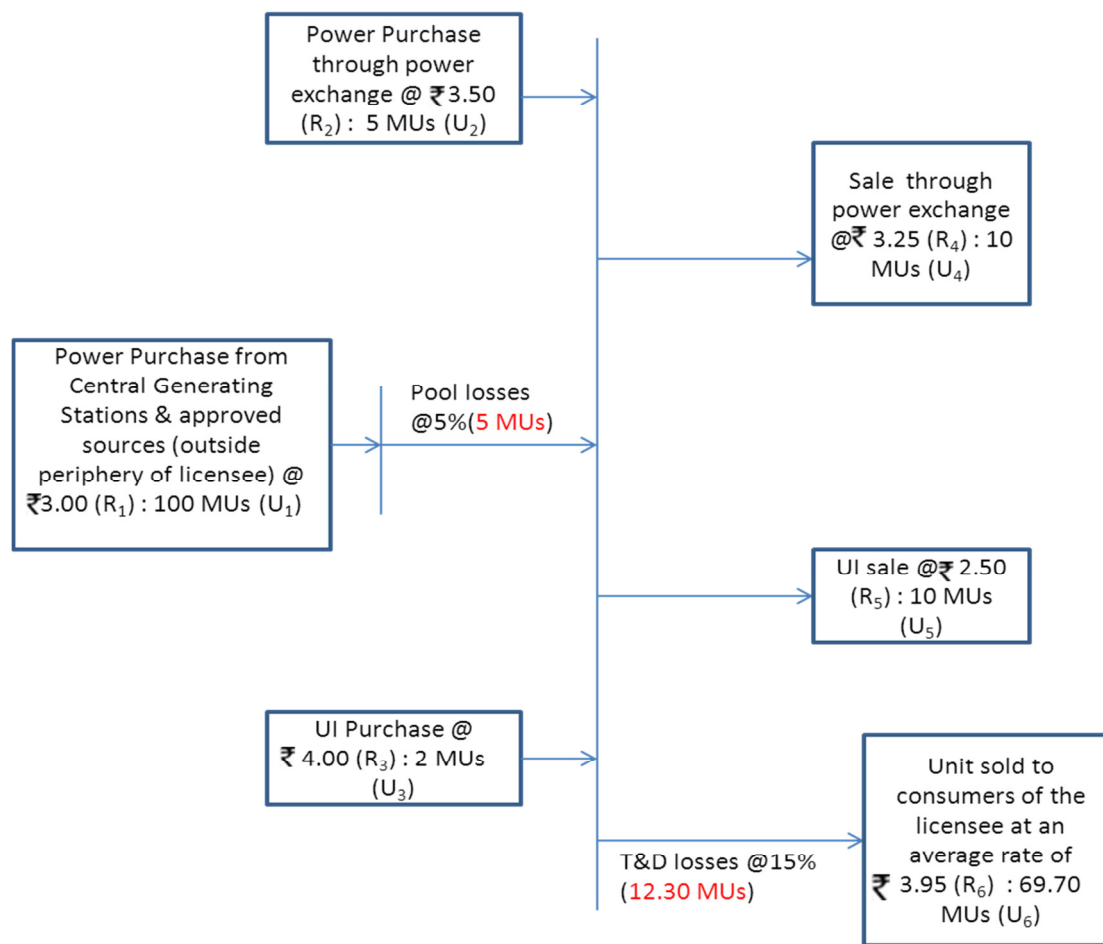 Power Purchase
through power
exchange @ ₹3.50
(R₂) : 5 MUs (U₂)
Sale through
power exchange
@₹ 3.25 (R₄) : 10
MUs (U₄)
Power Purchase from
Central Generating
Stations & approved
sources (outside
periphery of licensee) @
₹3.00 (R₁) : 100 MUs (U₁)
Pool losses
@5%(5 MUs)
UI sale @₹ 2.50
(R₅) : 10 MUs
(U₅)
UI Purchase @
₹ 4.00 (R₃) : 2 MUs
(U₃)
T&D losses @15%
(12.30 MUs)
Unit sold to
consumers of the
licensee at an
average rate of
₹ 3.95 (R₆) : 69.70
MUs (U₆)